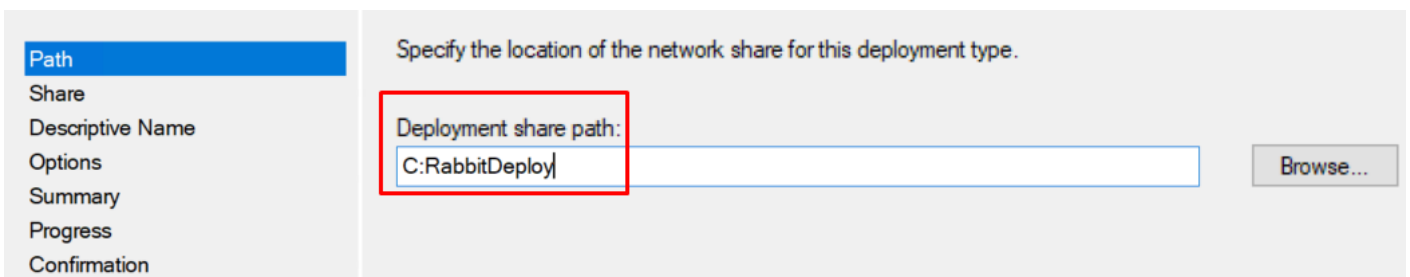 Path
Share
Descriptive Name
Options
Summary
Progress
Confirmation
Specify the location of the network share for this deployment type.
Deployment share path:
C:RabbitDeploy
Browse...